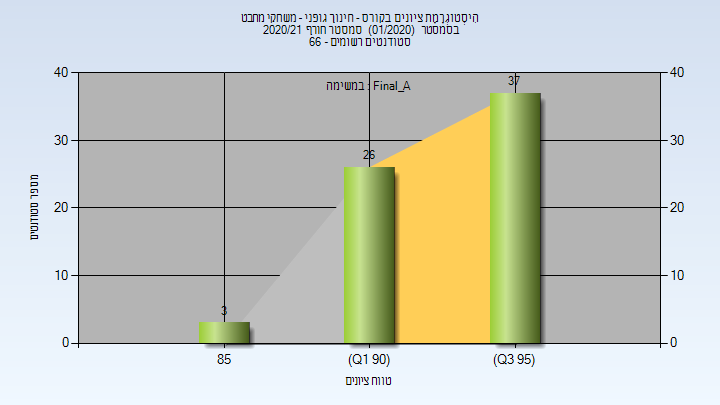 הִיסְטוֹגְרָמַת ציונים בקורס - חינוך גופני - משחקי מחבט
בסמסטר (01/2020) סמסטר חורף 2020/21
סטודנטים רשומים - 66
במשימה : Final_A
40
30
20
10
0
40
30
20
10
0
3
26
37
85
(Q1 90)
(Q3 95)
מספר סטודנטים
טווח ציונים